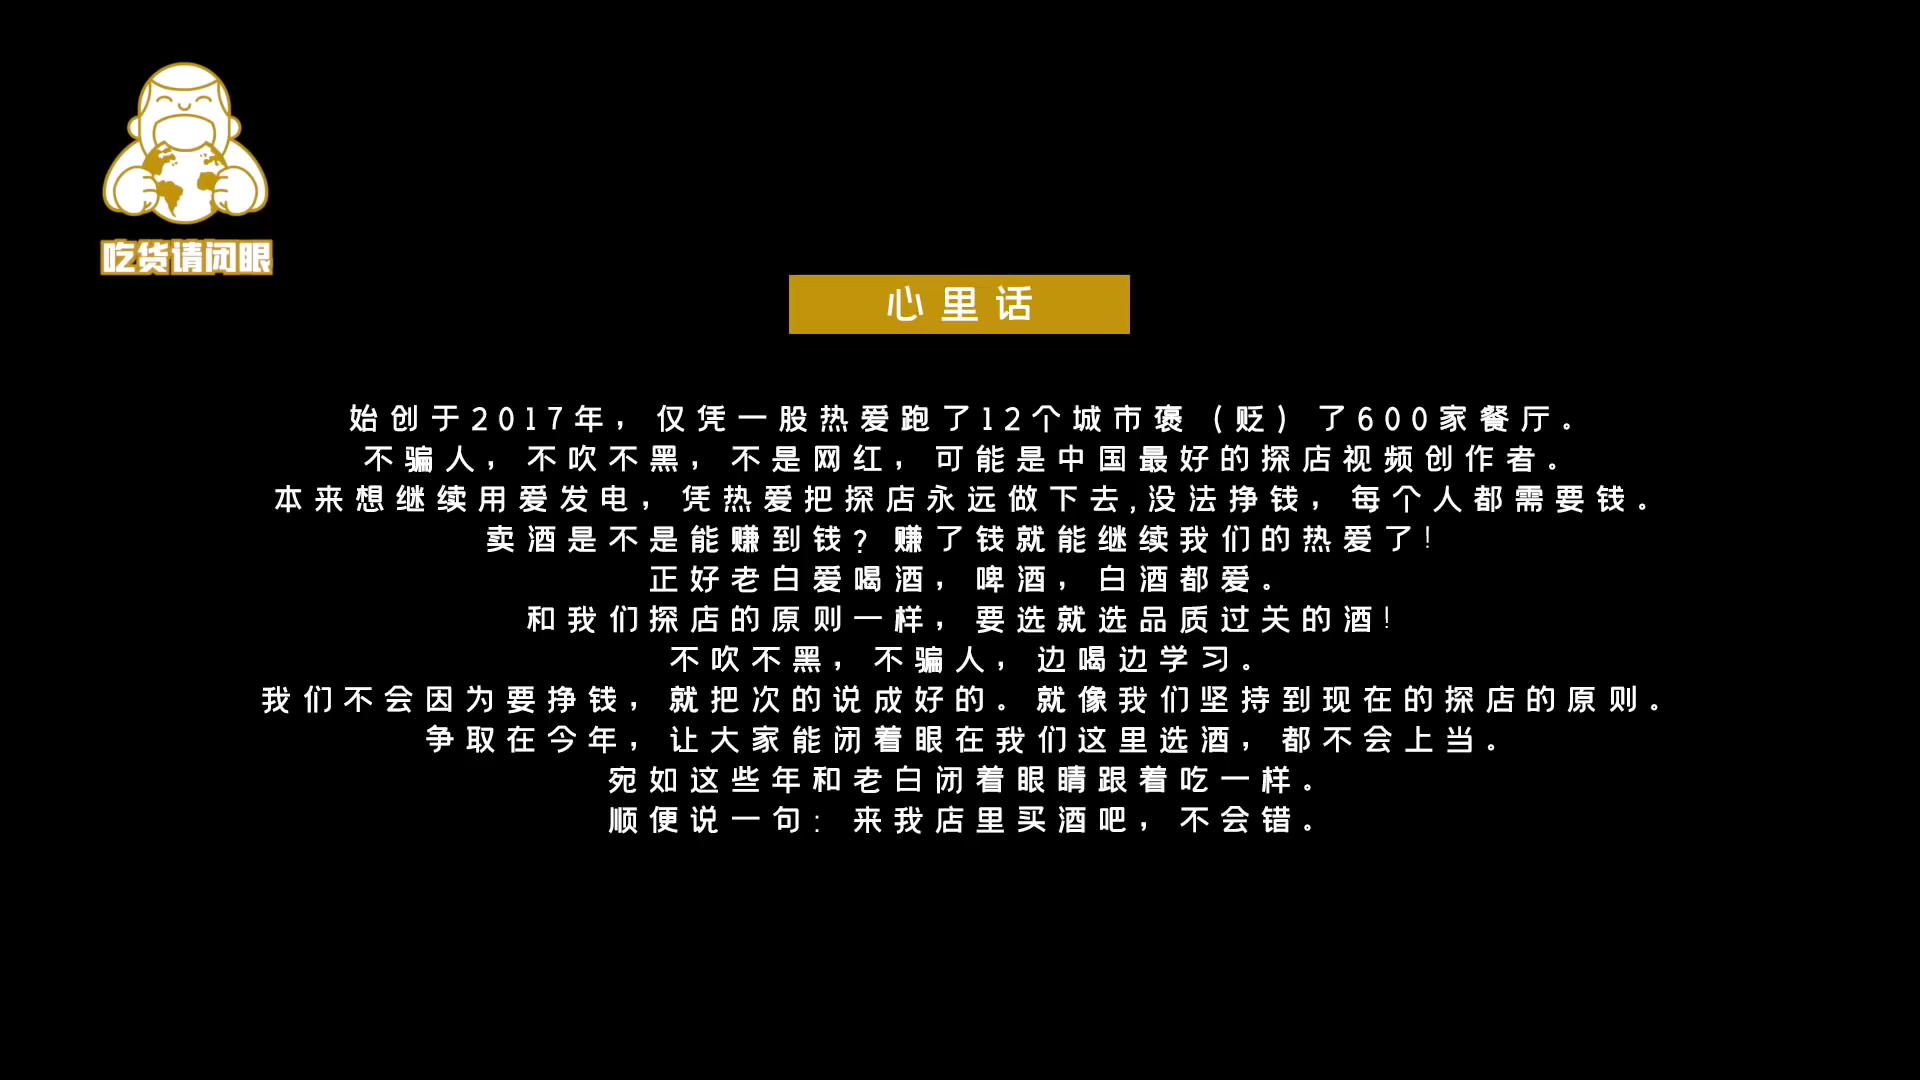 吃货请闭眼
心里话
始创于2017年，仅凭一股热爱跑了12个城市褒（贬）了600家餐厅。
不骗人，不吹不黑，不是网红，可能是中国最好的探店视频创作者。
本来想继续用爱发电，凭热爱把探店永远做下去,没法挣钱，每个人都需要钱。
卖酒是不是能赚到钱？赚了钱就能继续我们的热爱了！
正好老白爱喝酒，啤酒，白酒都爱。
和我们探店的原则一样，要选就选品质过关的酒！
不吹不黑，不骗人，边喝边学习。
我们不会因为要挣钱，就把次的说成好的。就像我们坚持到现在的探店的原则。
争取在今年，让大家能闭着眼在我们这里选酒，都不会上当。
宛如这些年和老白闭着眼睛跟着吃一样。
顺便说一句：来我店里买酒吧，不会错。